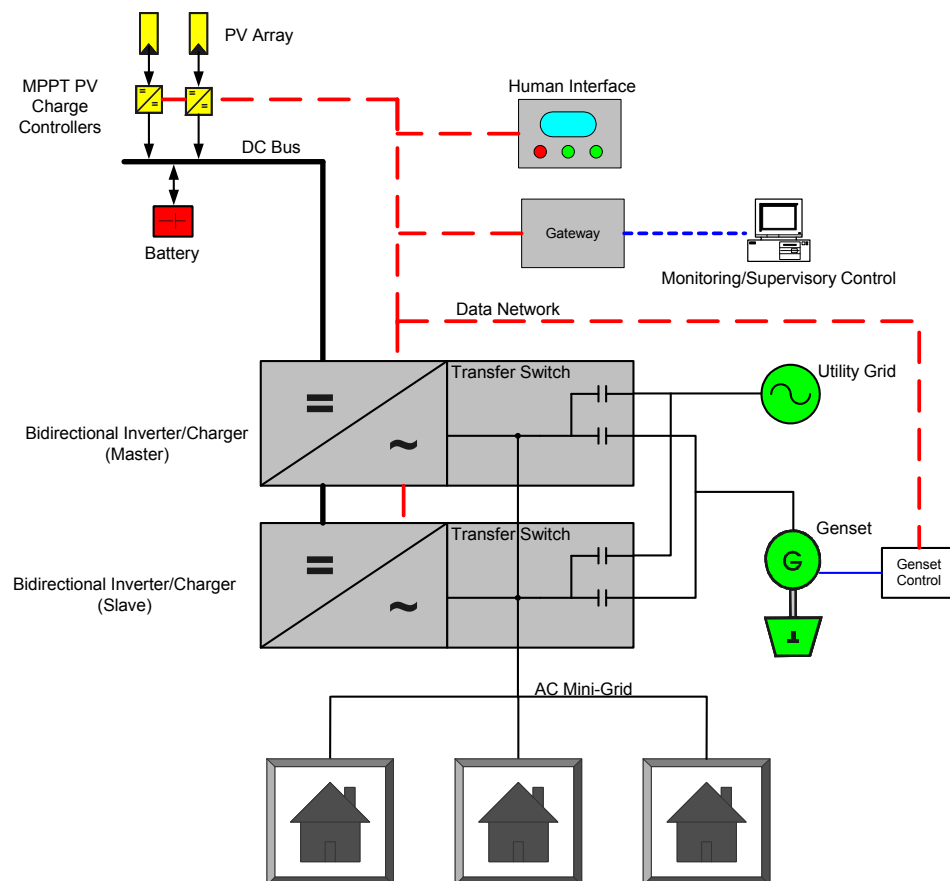 PV Array
MPPT PV
Charge
Controllers
Human Interface
DC Bus
Battery
Gateway
Monitoring/Supervisory Control
Data Network
Transfer Switch
Utility Grid
=
~
Bidirectional Inverter/Charger
(Master)
Transfer Switch
Genset
G
Genset
Control
=
~
Bidirectional Inverter/Charger
(Slave)
AC Mini-Grid